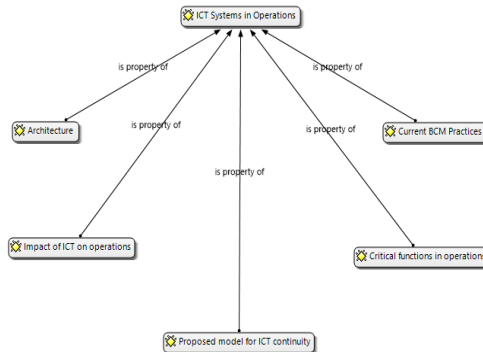 ICT Systems in Operations
is property of
is property of
is property of
Architecture
is property of
Current BCM Practices
is property of
Impact of ICT on operations
Critical functions in operations
Proposed model for ICT continuity